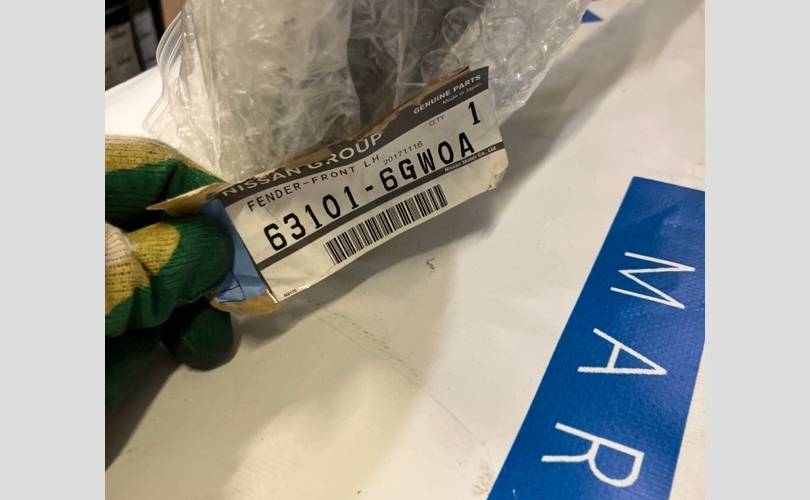 NISSAN GROUP
GENUINE PARTS
Made in Japan
FENDER-FRONT LH 20171116 QTY 1
63101-6GW0A
Nissan Motor Co., Ltd.
MAR